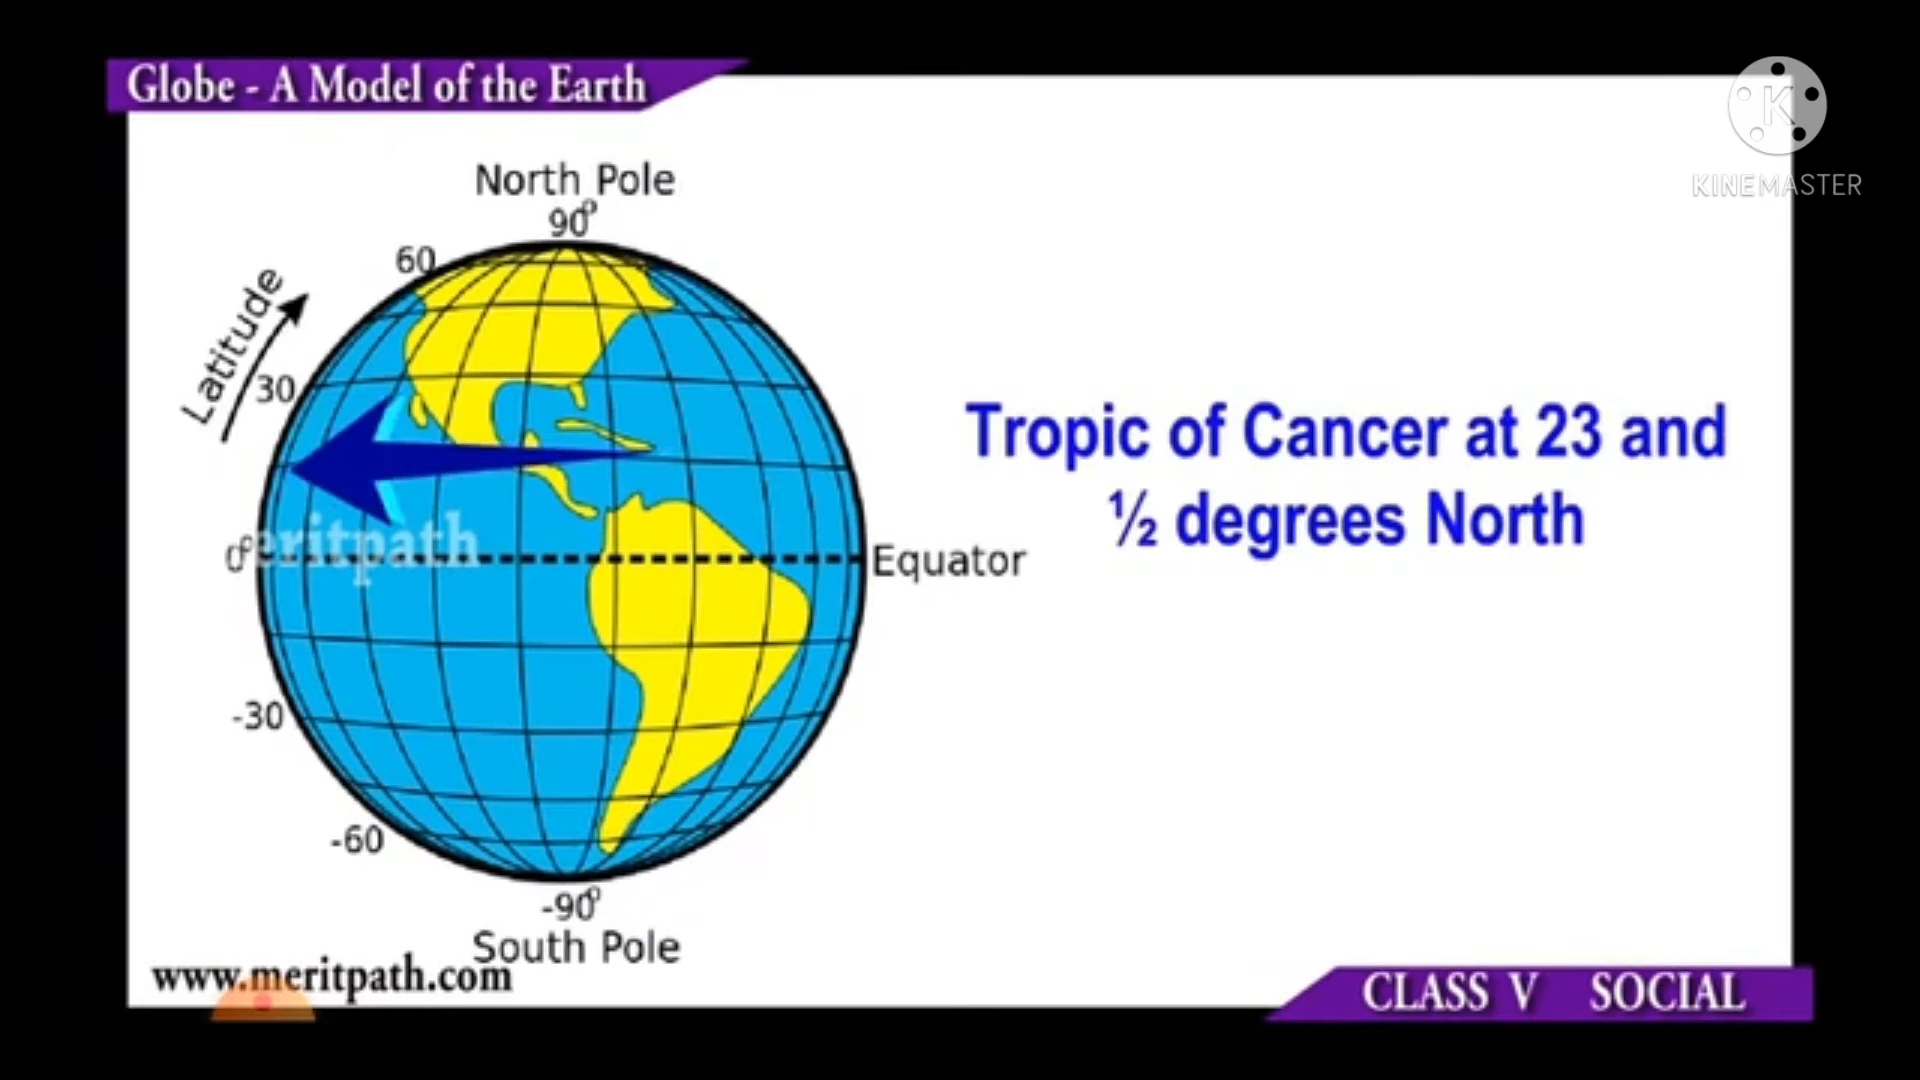 Globe - A Model of the Earth
K
KINEMASTER
North Pole
90°
60
Latitude
30
Tropic of Cancer at 23 and
½ degrees North
eritpath
0°
Equator
-30
-60
-90°
South Pole
www.meritpath.com
CLASS V SOCIAL